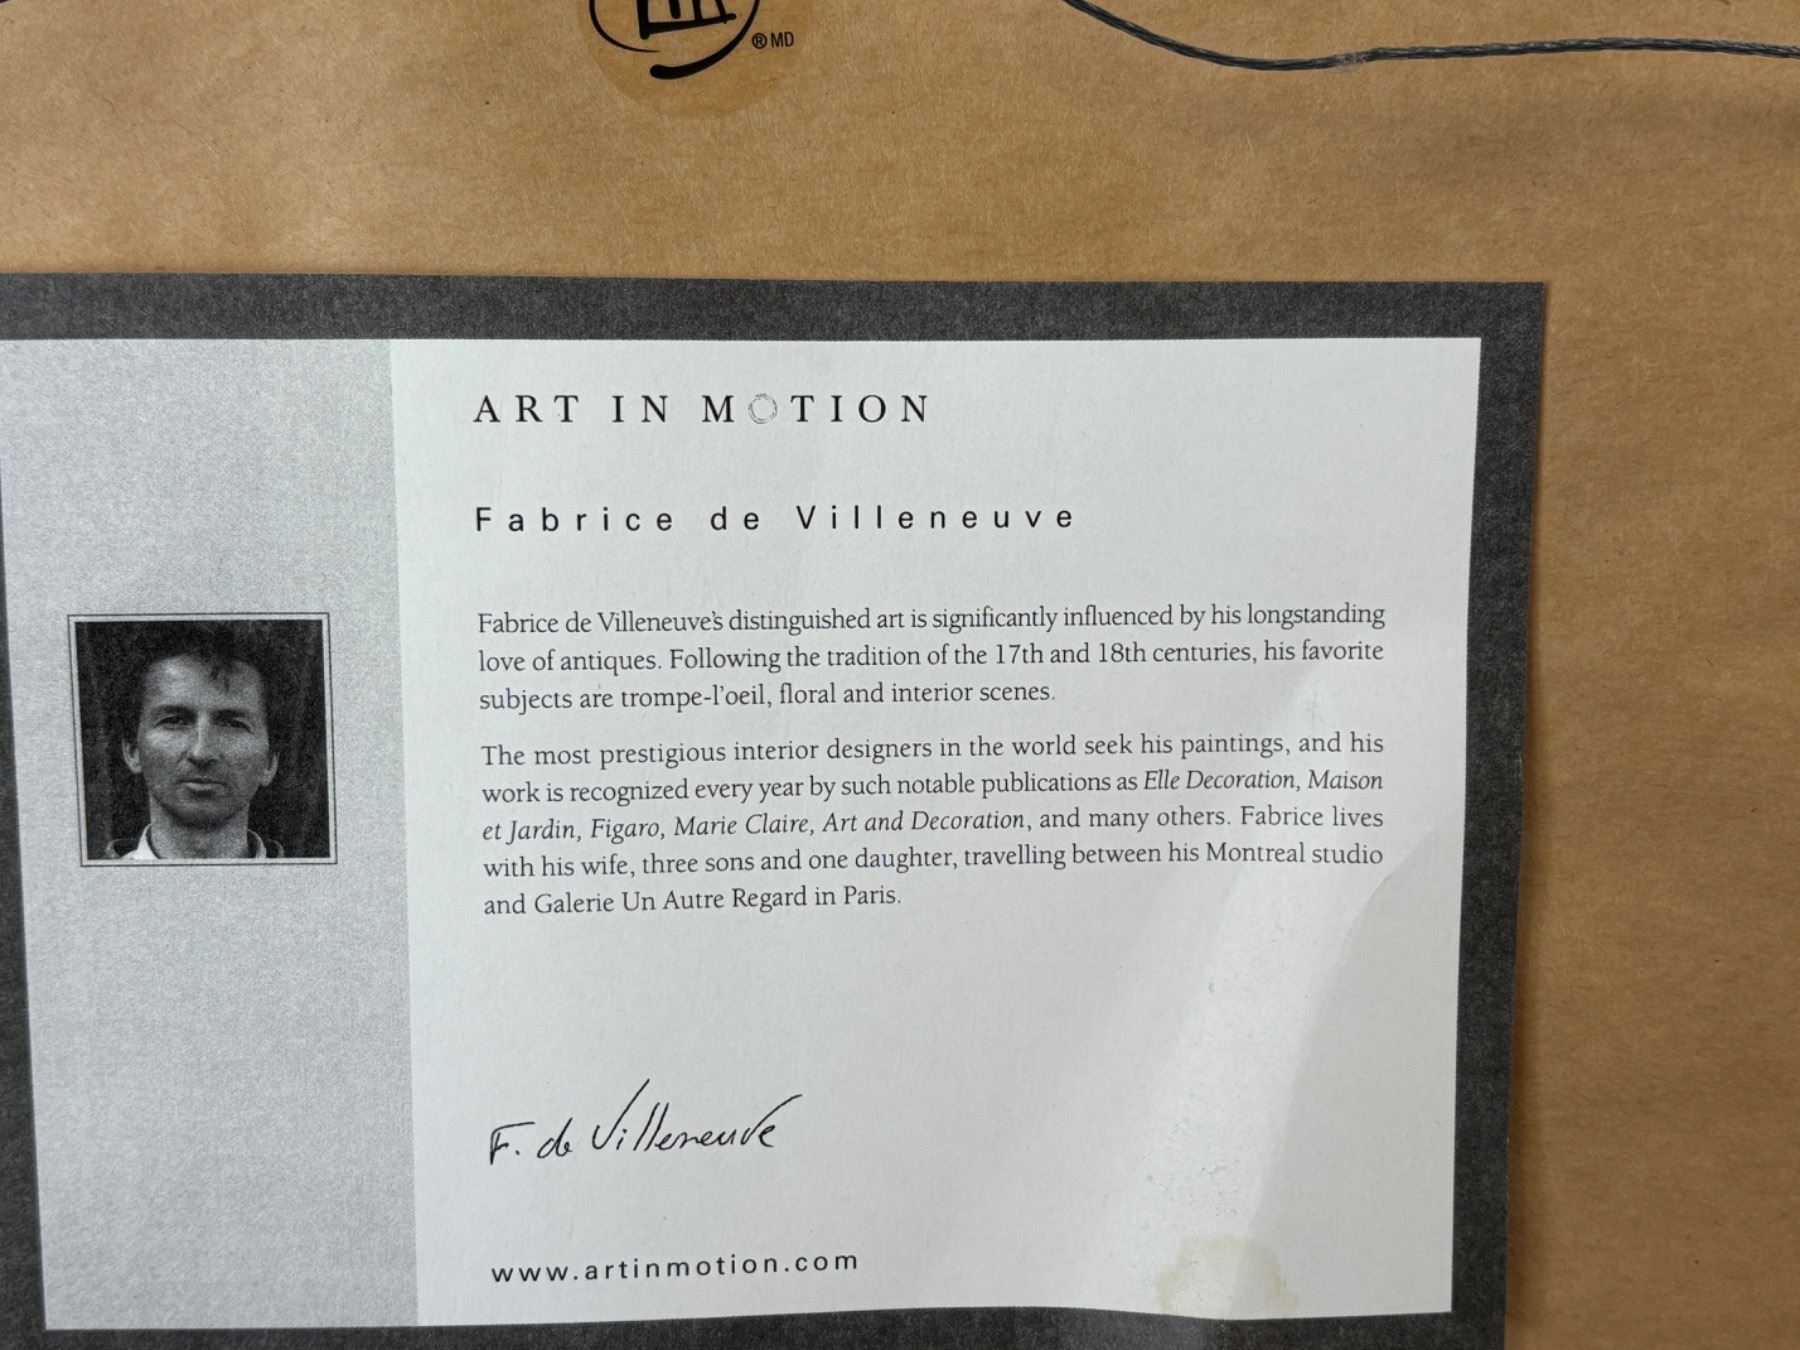 ®MD
ART IN MOTION
Fabrice de Villeneuve
Fabrice de Villeneuve's distinguished art is significantly influenced by his longstanding
love of antiques. Following the tradition of the 17th and 18th centuries, his favorite
subjects are trompe-l'oeil, floral and interior scenes.
The most prestigious interior designers in the world seek his paintings, and his
work is recognized every year by such notable publications as Elle Decoration, Maison
et Jardin, Figaro, Marie Claire, Art and Decoration, and many others. Fabrice lives
with his wife, three sons and one daughter, travelling between his Montreal studio
and Galerie Un Autre Regard in Paris.
F. de Villeneuve
www.artinmotion.com